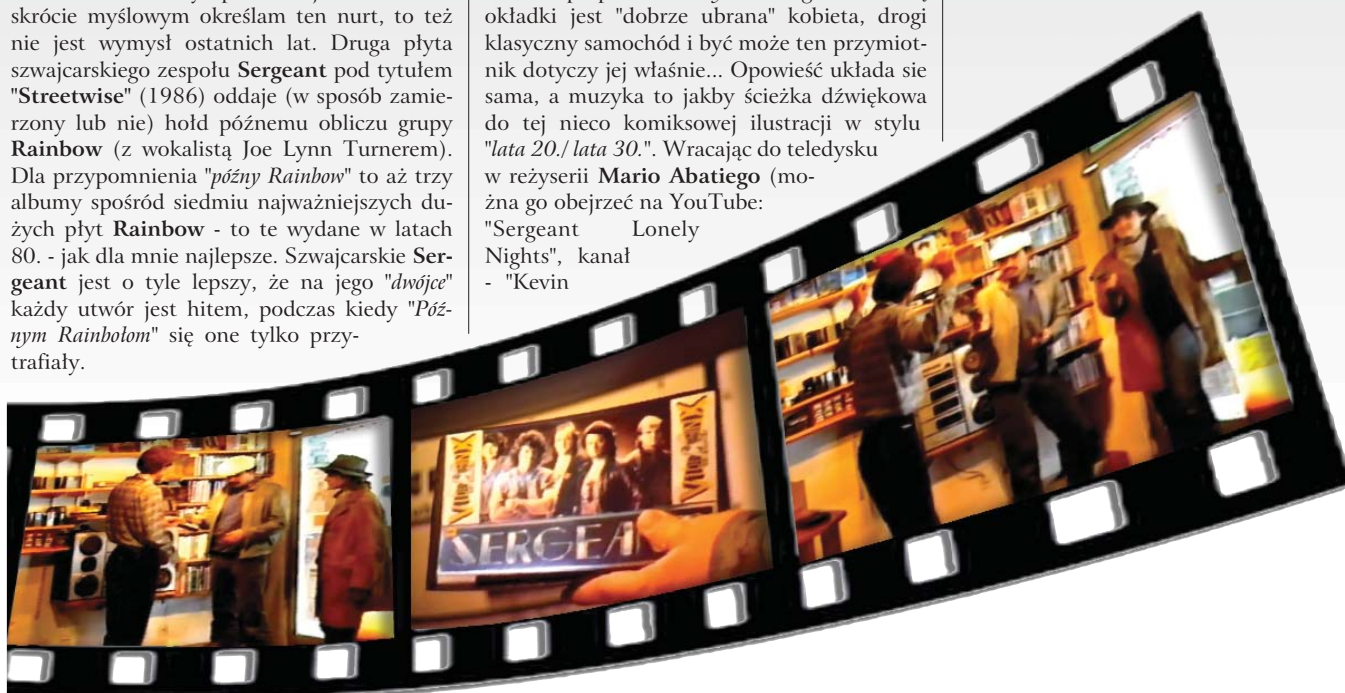 skrócie myślowym określam ten nurt, to też
nie jest wymysł ostatnich lat. Druga płyta
szwajcarskiego zespołu Sergeant pod tytułem
"Streetwise" (1986) oddaje (w sposób zamie-
rzony lub nie) hołd późnemu obliczu grupy
Rainbow (z wokalistą Joe Lynn Turnerem).
Dla przypomnienia "późny Rainbow" to aż trzy
albumy spośród siedmiu najważniejszych du-
żych płyt Rainbow - to te wydane w latach
80. - jak dla mnie najlepsze. Szwajcarskie Ser-
geant jest o tyle lepszy, że na jego "dwójce"
każdy utwór jest hitem, podczas kiedy "Póź-
nym Rainbołom" się one tylko przy-
trafiały.
okładki jest "dobrze ubrana" kobieta, drogi
klasyczny samochód i być może ten przymiot-
nik dotyczy jej właśnie... Opowieść układa sie
sama, a muzyka to jakby ścieżka dźwiękowa
do tej nieco komiksowej ilustracji w stylu
"lata 20./ lata 30.". Wracając do teledysku
w reżyserii Mario Abatiego (mo-
żna go obejrzeć na YouTube:
"Sergeant Lonely
Nights", kanał
- "Kevin
SERGEA